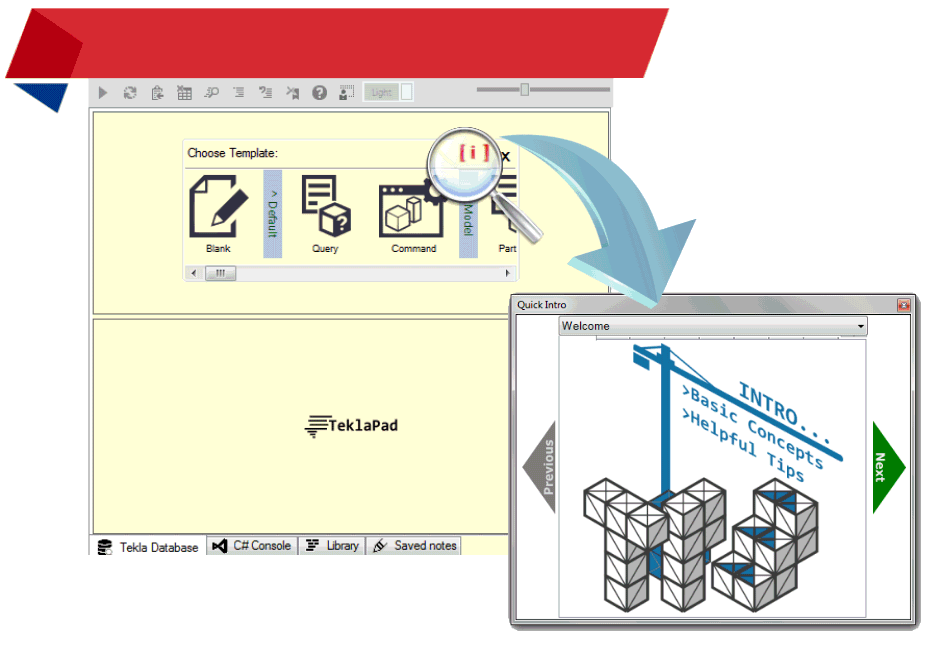 Light
Choose Template:
[ i ] x
Blank
> Default
Query
Command
Model
Part
TeklaPad
Tekla Database
C# Console
Library
Saved notes
Quick Intro
Welcome
INTRO...
>Basic Concepts
>Helpful Tips
Previous
Next